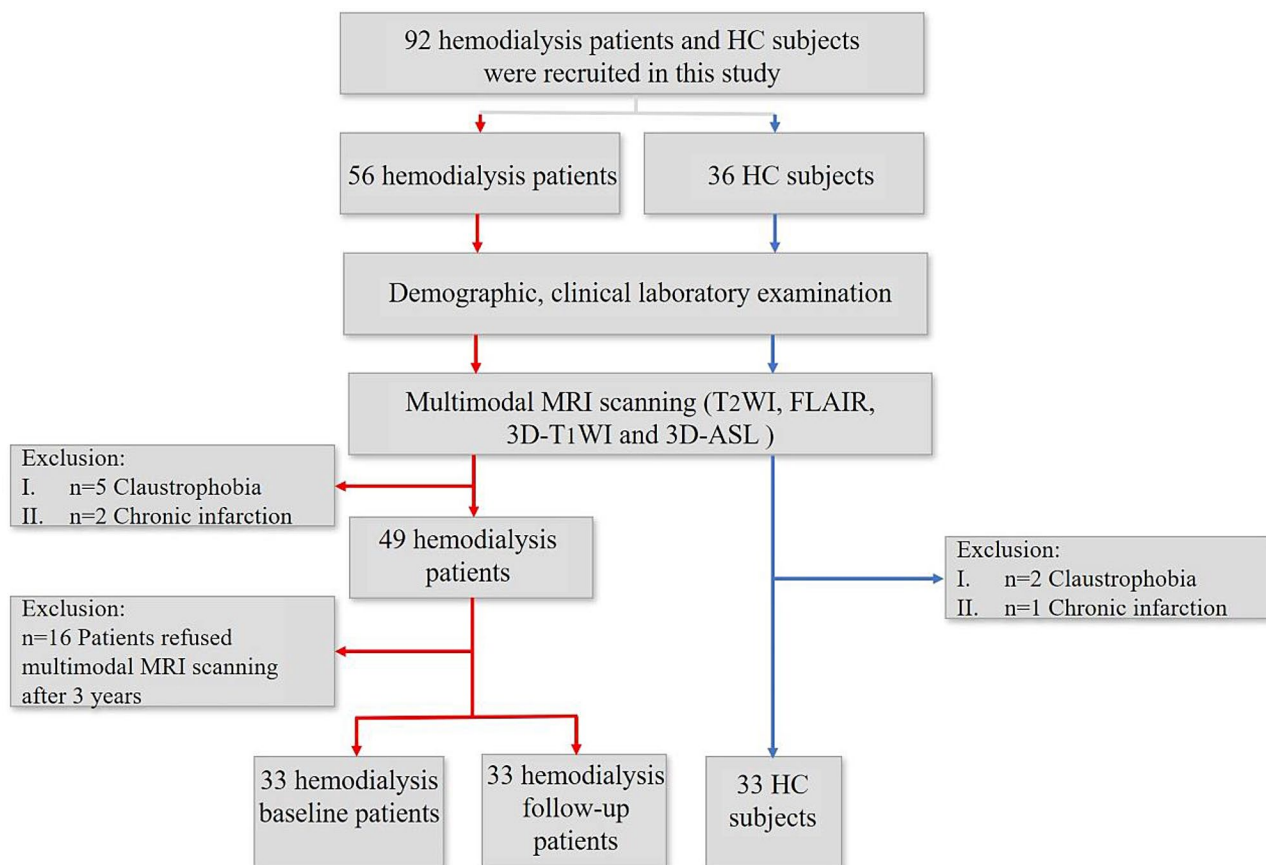 92 hemodialysis patients and HC subjects
were recruited in this study
56 hemodialysis patients
36 HC subjects
Demographic, clinical laboratory examination
Multimodal MRI scanning (T2WI, FLAIR,
3D-T1WI and 3D-ASL )
Exclusion:
I. n=5 Claustrophobia
II. n=2 Chronic infarction
49 hemodialysis
patients
Exclusion:
I. n=2 Claustrophobia
II. n=1 Chronic infarction
Exclusion:
n=16 Patients refused
multimodal MRI scanning
after 3 years
33 hemodialysis
baseline patients
33 hemodialysis
follow-up
patients
33 HC
subjects